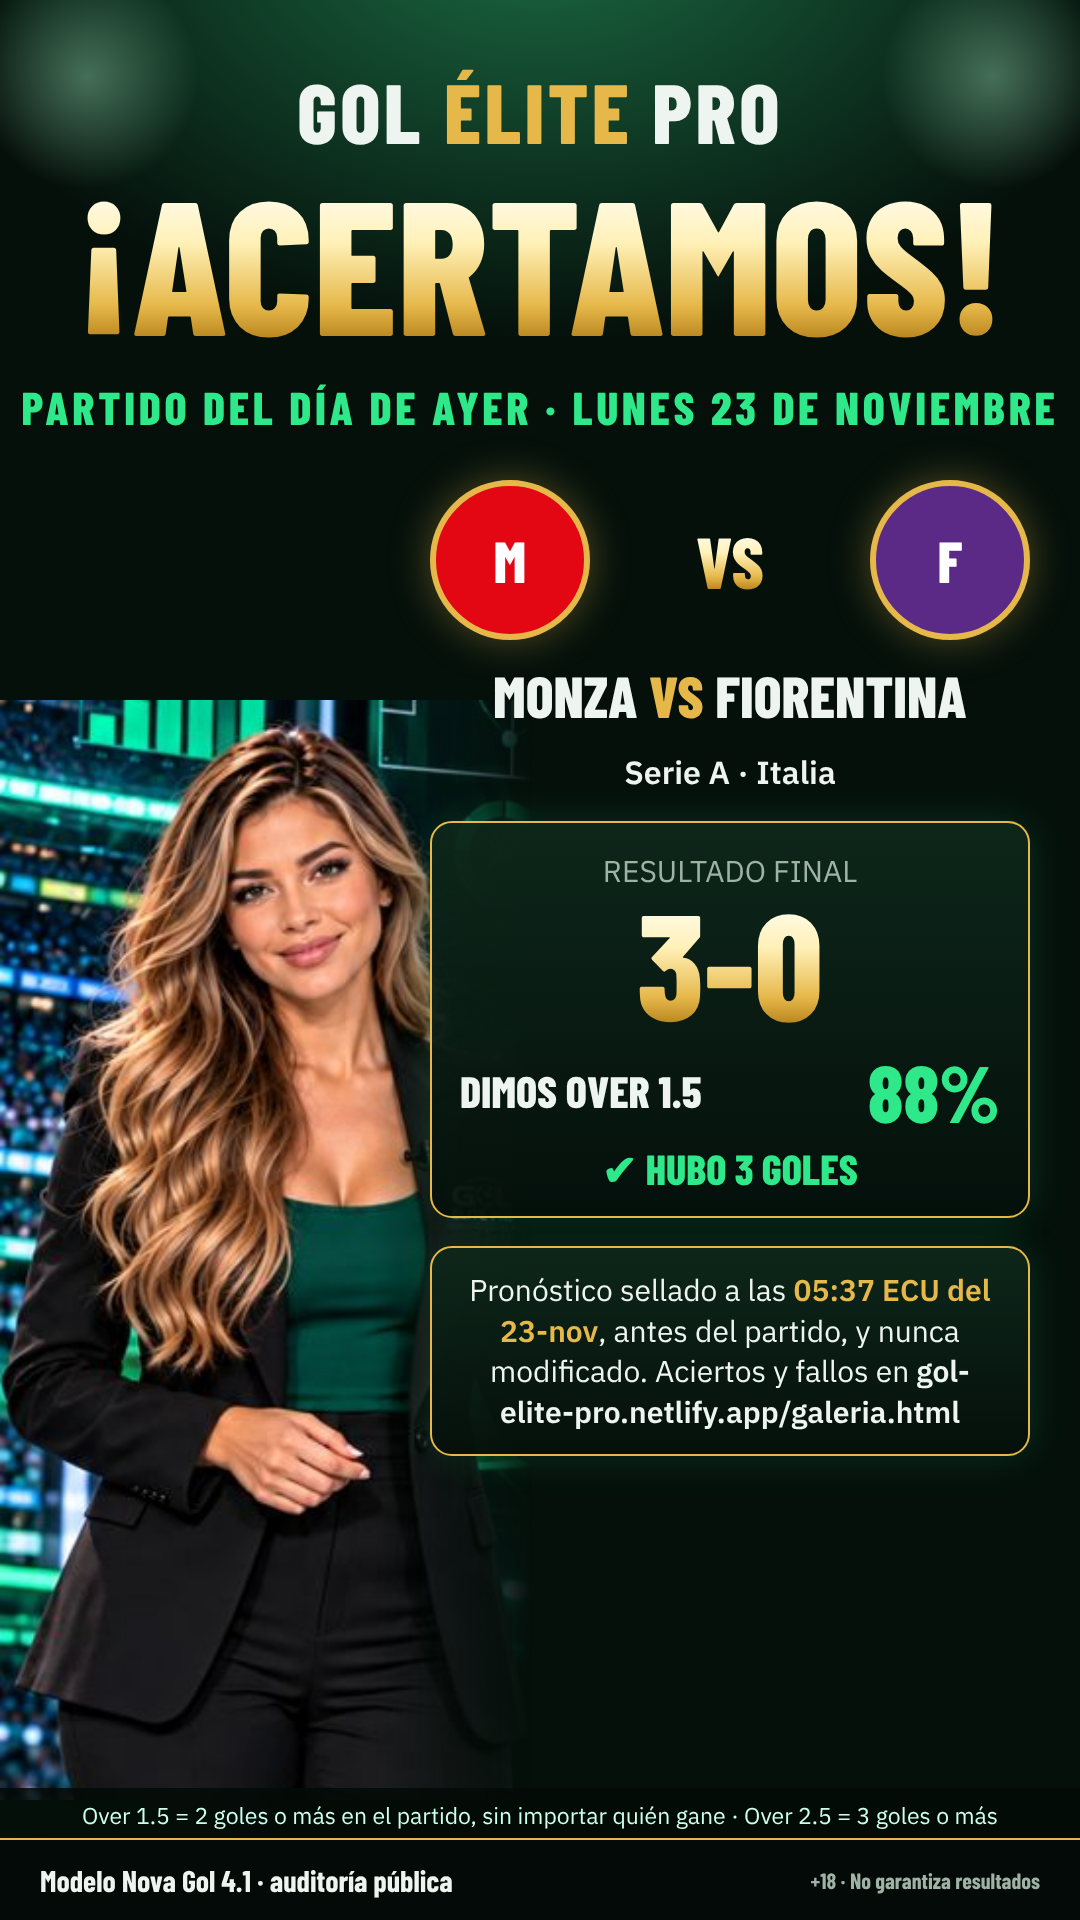 GOL ÉLITE PRO
¡ACERTAMOS!
PARTIDO DEL DÍA DE AYER · LUNES 23 DE NOVIEMBRE
M VS F
MONZA VS FIORENTINA
Serie A · Italia
RESULTADO FINAL
3-0
DIMOS OVER 1.5 88%
✔ HUBO 3 GOLES
Pronóstico sellado a las 05:37 ECU del
23-nov, antes del partido, y nunca
modificado. Aciertos y fallos en gol-
elite-pro.netlify.app/galeria.html
Over 1.5 = 2 goles o más en el partido, sin importar quién gane · Over 2.5 = 3 goles o más
Modelo Nova Gol 4.1 · auditoría pública
+18 · No garantiza resultados